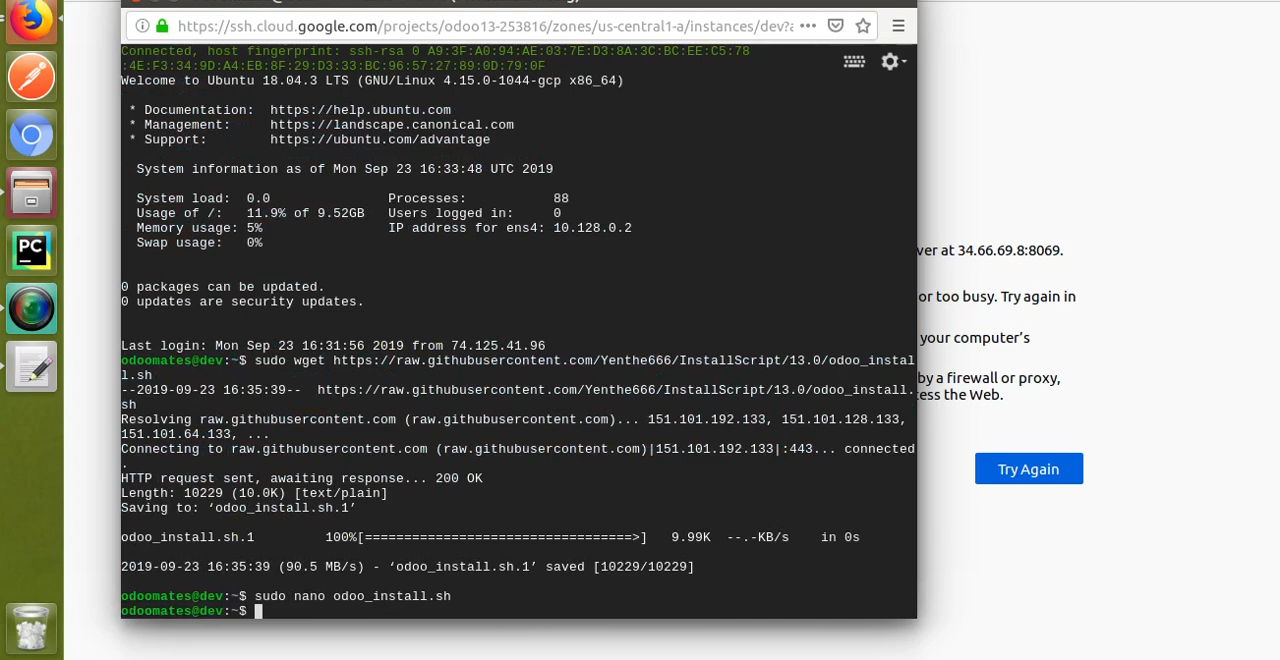 https://ssh.cloud.google.com/projects/odoo13-253816/zones/us-central1-a/instances/dev?a
Connected, host fingerprint: ssh-rsa 0 A9:3F:A0:94:AE:03:7E:D3:8A:3C:BC:EE:C5:78
:4E:F3:34:9D:A4:EB:8F:29:D3:33:BC:96:57:27:89:0D:79:0F
Welcome to Ubuntu 18.04.3 LTS (GNU/Linux 4.15.0-1044-gcp x86_64)
* Documentation:  https://help.ubuntu.com
* Management:     https://landscape.canonical.com
* Support:        https://ubuntu.com/advantage
System information as of Mon Sep 23 16:33:48 UTC 2019
System load:  0.0               Processes:           88
Usage of /:   11.9% of 9.52GB   Users logged in:     0
Memory usage: 5%                IP address for ens4: 10.128.0.2
Swap usage:   0%
0 packages can be updated.
0 updates are security updates.
Last login: Mon Sep 23 16:31:56 2019 from 74.125.41.96
odoomates@dev:~$ sudo wget https://raw.githubusercontent.com/Yenthe666/InstallScript/13.0/odoo_instal
l.sh
--2019-09-23 16:35:39--  https://raw.githubusercontent.com/Yenthe666/InstallScript/13.0/odoo_install.
sh
Resolving raw.githubusercontent.com (raw.githubusercontent.com)... 151.101.192.133, 151.101.128.133,
151.101.64.133, ...
Connecting to raw.githubusercontent.com (raw.githubusercontent.com)|151.101.192.133|:443... connected
.
HTTP request sent, awaiting response... 200 OK
Length: 10229 (10.0K) [text/plain]
Saving to: ‘odoo_install.sh.1’
odoo_install.sh.1         100%[==================================>]   9.99K  --.-KB/s    in 0s
2019-09-23 16:35:39 (90.5 MB/s) - ‘odoo_install.sh.1’ saved [10229/10229]
odoomates@dev:~$ sudo nano odoo_install.sh
odoomates@dev:~$
ver at 34.66.69.8:8069.
or too busy. Try again in
your computer’s
by a firewall or proxy,
cess the Web.
Try Again
PC